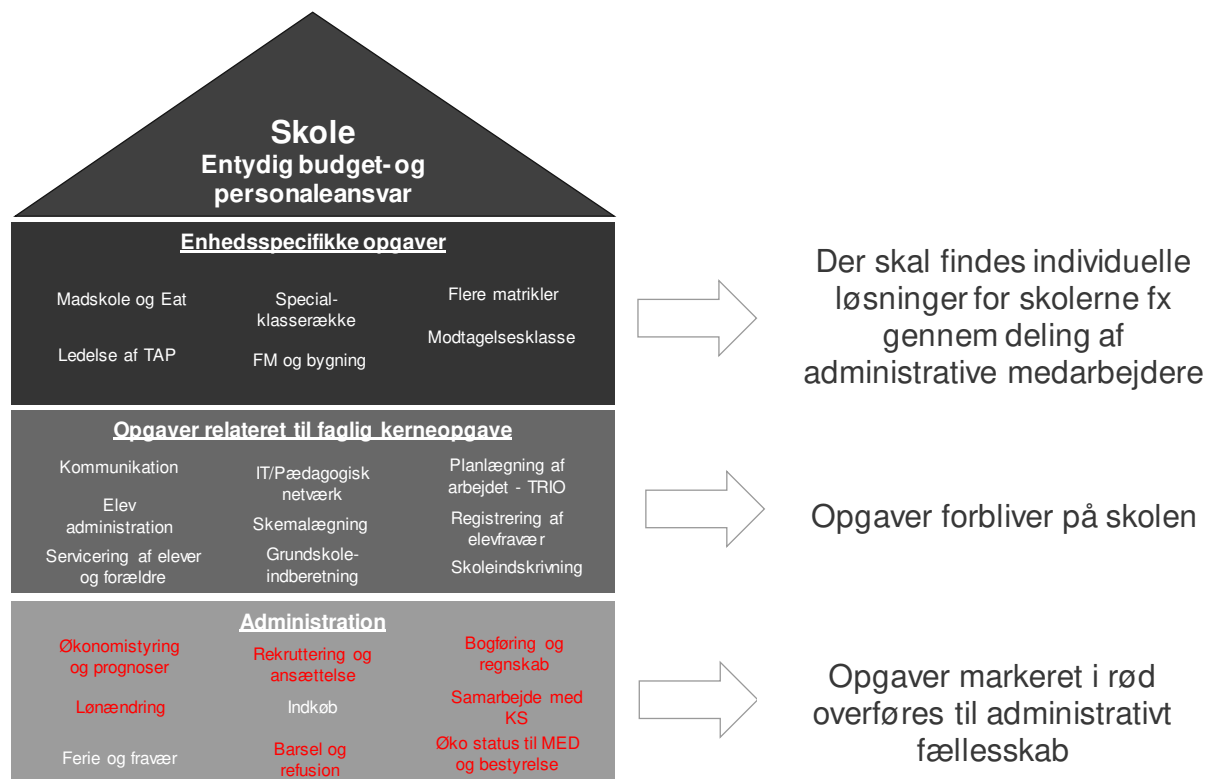 Skole
Entydig budget- og
personaleansvar
Enhedsspecifikke opgaver
Madskole og Eat
Special-
klasserække
Flere matrikler
Ledelse af TAP
FM og bygning
Modtagelsesklasse
Der skal findes individuelle
løsninger for skolerne fx
gennem deling af
administrative medarbejdere
Opgaver relateret til faglig kerneopgave
Kommunikation
IT/Pædagogisk
netværk
Planlægning af
arbejdet - TRIO
Elev
administration
Skemalægning
Registrering af
elevfravær
Servicering af elever
og forældre
Grundskole-
indberetning
Skoleindskrivning
Opgaver forbliver på skolen
Administration
Økonomistyring
og prognoser
Rekruttering og
ansættelse
Bogføring og
regnskab
Lønændring
Indkøb
Samarbejde med
KS
Ferie og fravær
Barsel og
refusion
Øko status til MED
og bestyrelse
Opgaver markeret i rød
overføres til administrativt
fællesskab